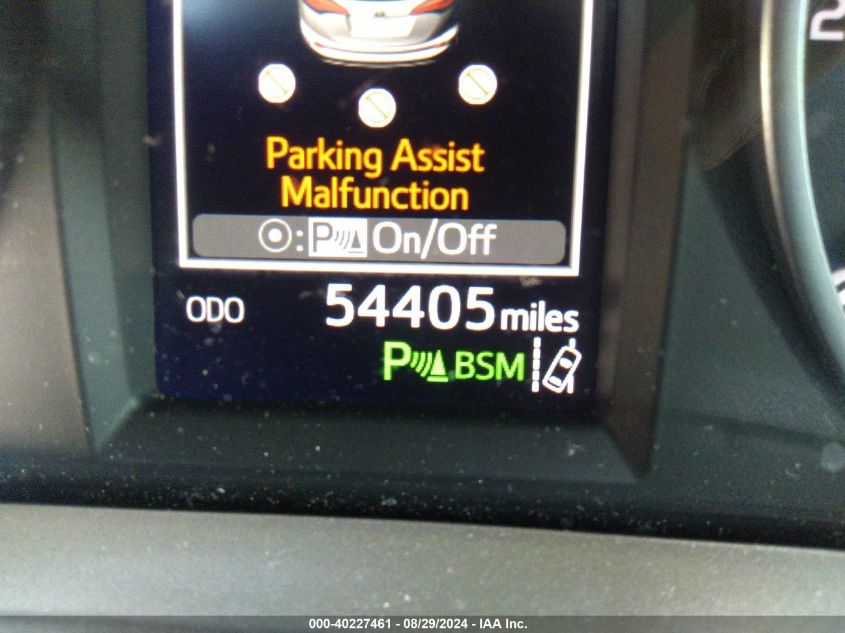 Parking Assist
Malfunction
: P On/Off
ODO 54405 miles
P BSM
000-40227461 - 08/29/2024 - IAA Inc.